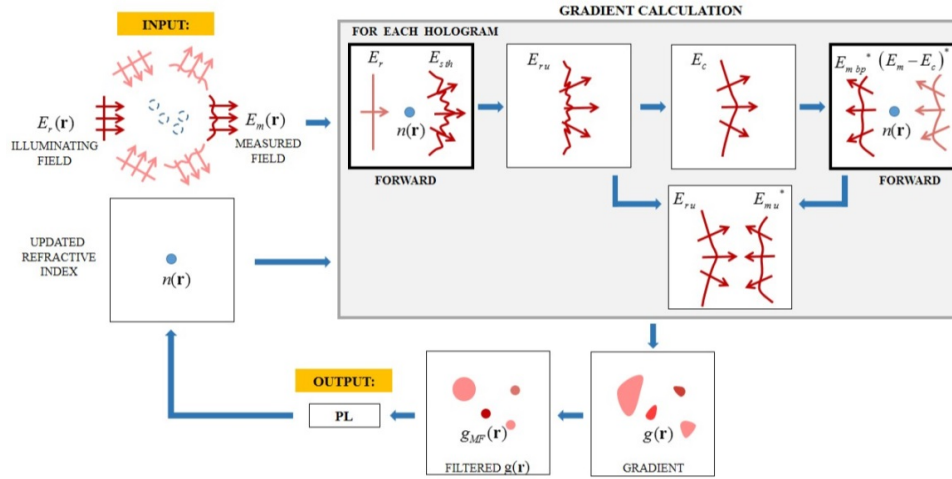 GRADIENT CALCULATION
INPUT:
E_r(r)
ILLUMINATING
FIELD
E_m(r)
MEASURED
FIELD
FOR EACH HOLOGRAM
E_r
E_sth
n(r)
FORWARD
E_ru
E_c
E_m bp* (E_m – E_c)*
n(r)
FORWARD
E_ru
E_mu*
UPDATED
REFRACTIVE
INDEX
n(r)
OUTPUT:
PL
g_MF(r)
FILTERED g(r)
g(r)
GRADIENT